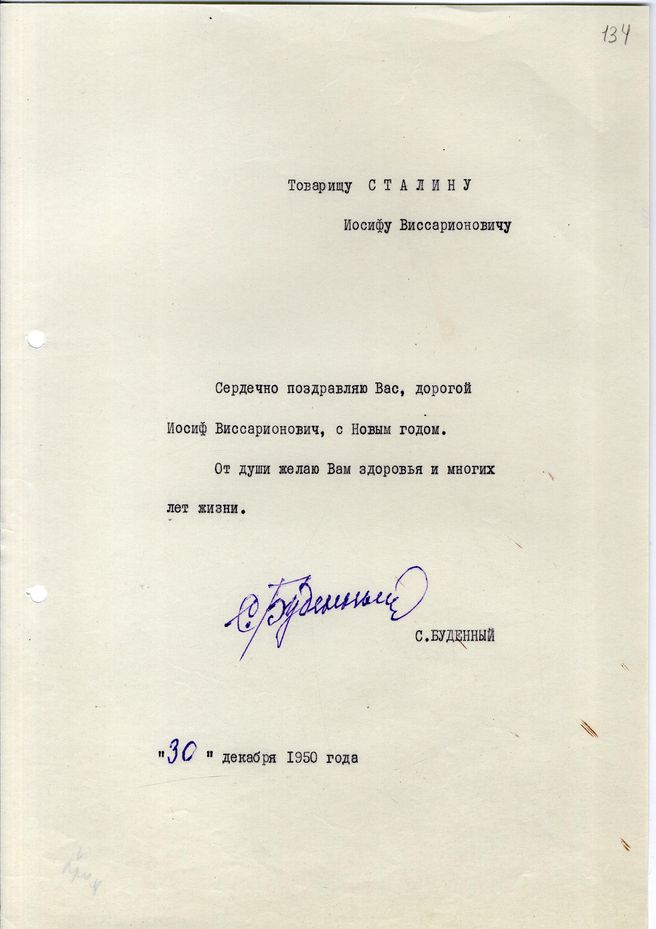 134
Товарищу С Т А Л И Н У
Иосифу Виссарионовичу
Сердечно поздравляю Вас, дорогой
Иосиф Виссарионович, с Новым годом.
От души желаю Вам здоровья и многих
лет жизни.
С.Буденный
С.БУДЕННЫЙ
"30" декабря 1950 года